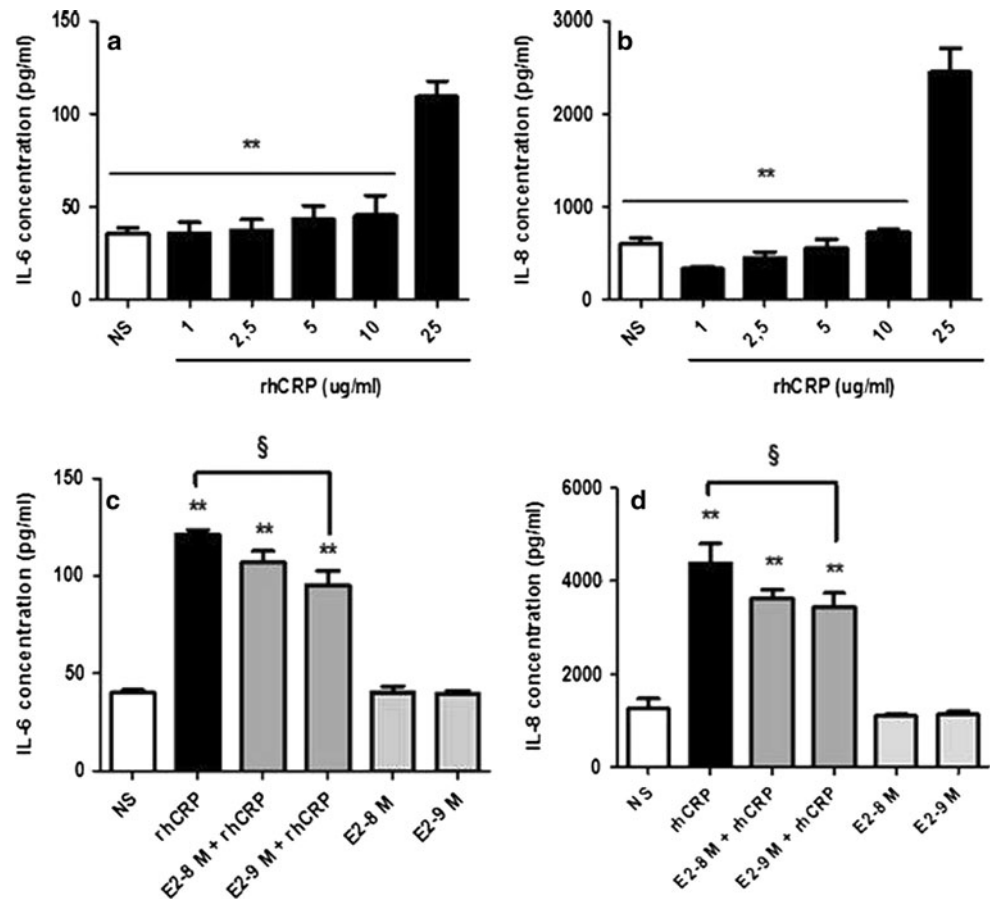 a
IL-6 concentration (pg/ml)
150
100
50
0
**
NS
1
2,5
5
10
25
rhCRP (ug/ml)
b
IL-8 concentration (pg/ml)
3000
2000
1000
0
**
NS
1
2,5
5
10
25
rhCRP (ug/ml)
c
IL-6 concentration (pg/ml)
150
100
50
0
§
**
**
**
NS
rhCRP
E2-8 M + rhCRP
E2-9 M + rhCRP
E2-8 M
E2-9 M
d
IL-8 concentration (pg/ml)
6000
4000
2000
0
§
**
**
**
NS
rhCRP
E2-8 M + rhCRP
E2-9 M + rhCRP
E2-8 M
E2-9 M